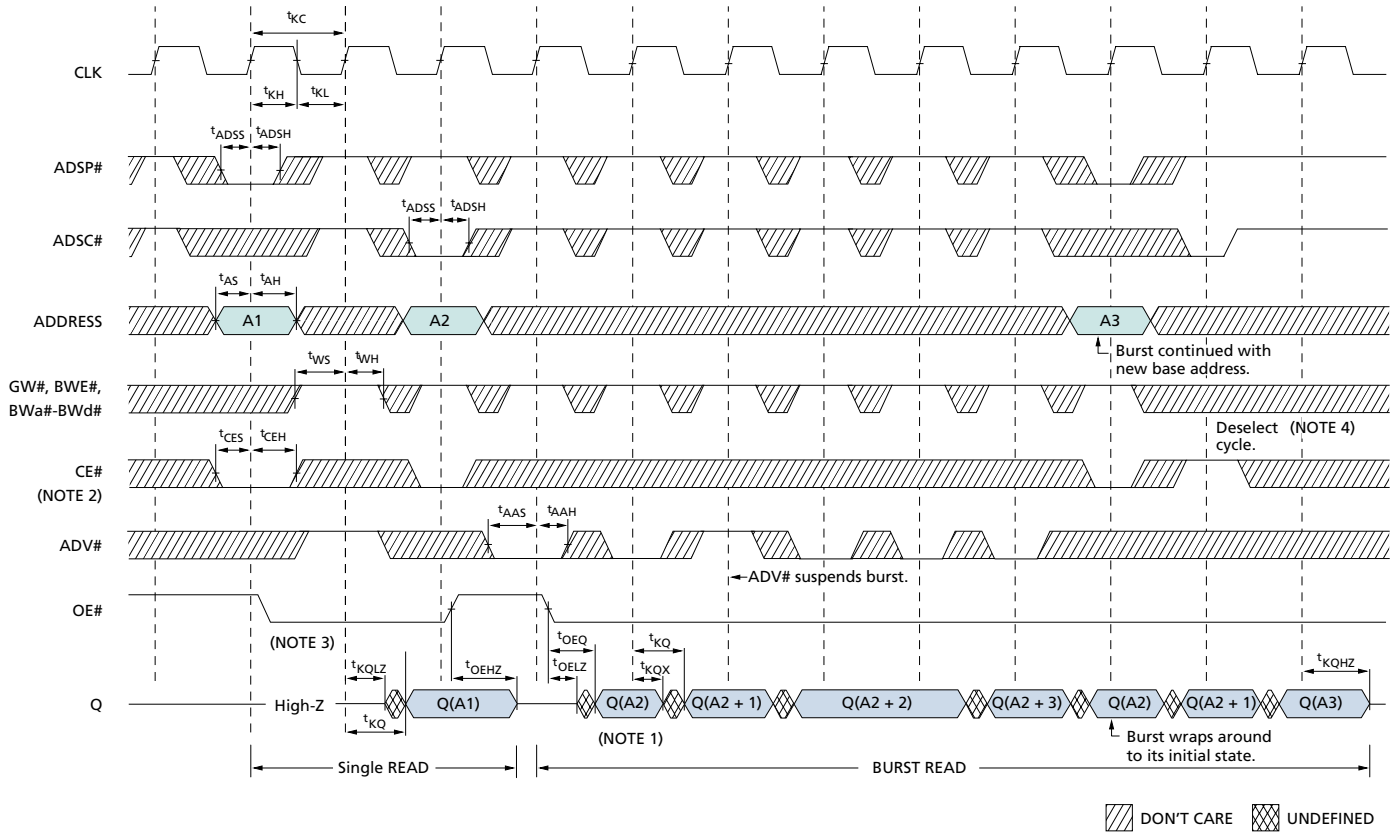 tKC
CLK
tKH
tKL
tADSS
tADSH
ADSP#
tADSS
tADSH
ADSC#
tAS
tAH
ADDRESS
A1
A2
A3
Burst continued with
new base address.
tWS
tWH
GW#, BWE#,
BWa#-BWd#
Deselect (NOTE 4)
cycle.
tCES
tCEH
CE#
(NOTE 2)
tAAS
tAAH
ADV#
ADV# suspends burst.
OE#
(NOTE 3)
tOEQ
tKQ
tKQLZ
tOEHZ
tOELZ
tKQX
tKQHZ
Q
High-Z
Q(A1)
Q(A2)
Q(A2 + 1)
Q(A2 + 2)
Q(A2 + 3)
Q(A2)
Q(A2 + 1)
Q(A3)
tKQ
(NOTE 1)
Burst wraps around
to its initial state.
Single READ
BURST READ
DON'T CARE
UNDEFINED